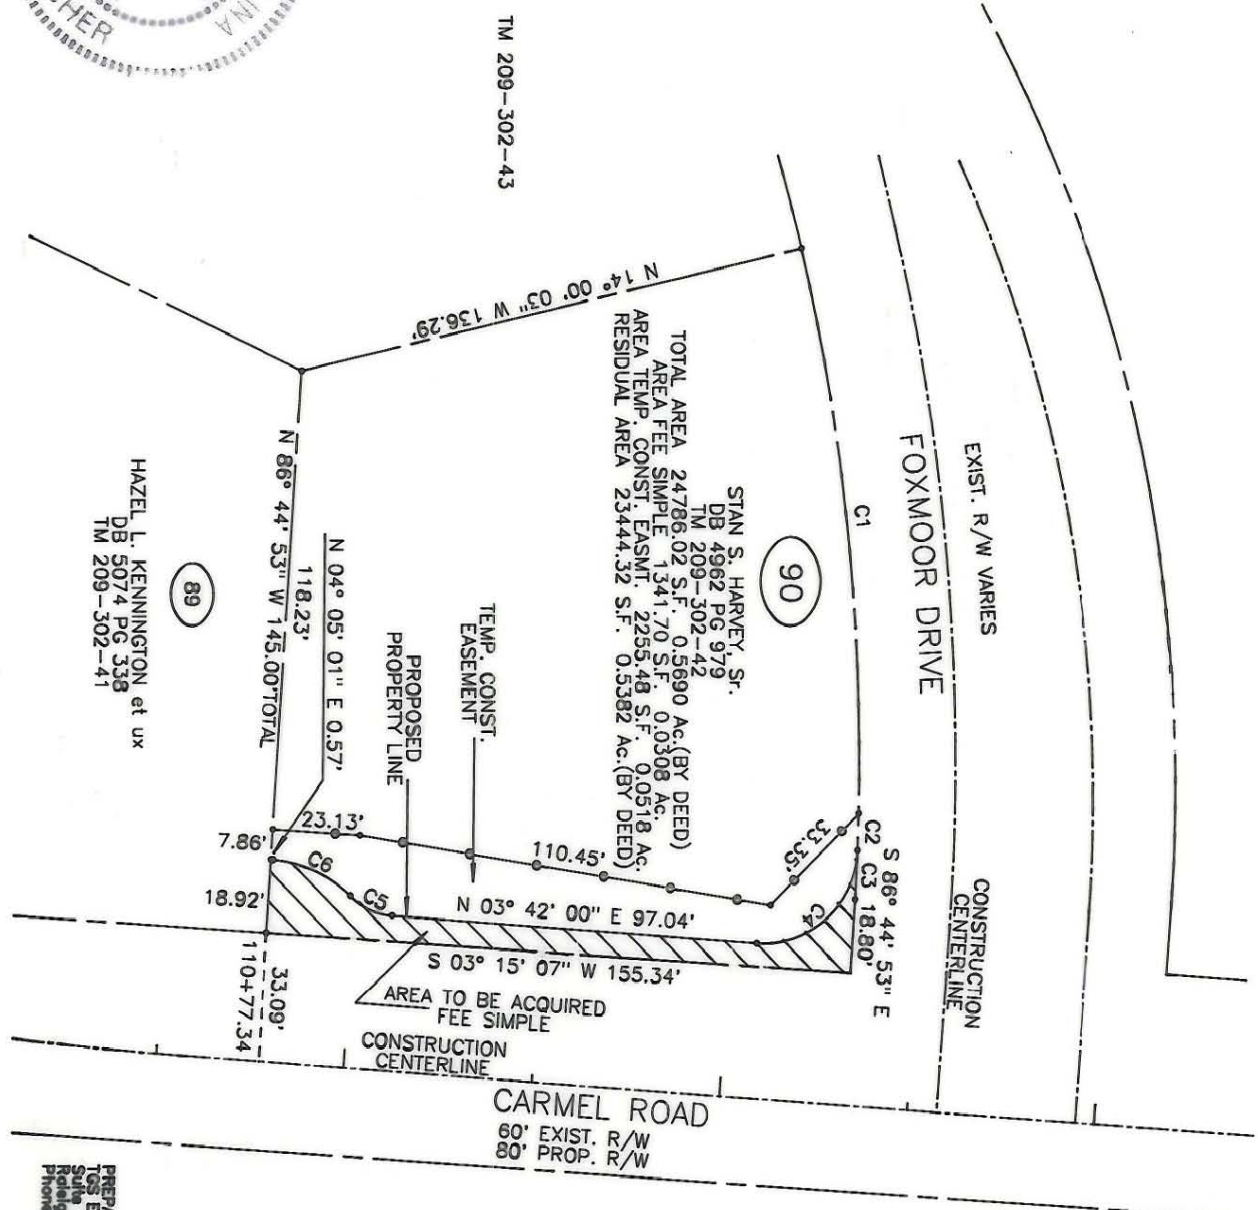 CHER
INA
TM 209-302-43
EXIST. R/W VARIES
FOXMOOR DRIVE
CONSTRUCTION
CENTERLINE
C1
C2
S 86° 44' 53" E
C3 18.80'
C4
33.35'
N 14° 00' 03" W 136.29'
90
STAN S. HARVEY, Sr.
DB 4962 PG 979
TM 209-302-42
TOTAL AREA 24786.02 S.F. 0.5690 Ac.(BY DEED)
AREA FEE SIMPLE 1341.70 S.F. 0.0308 Ac.
AREA TEMP. CONST. EASMT. 2255.48 S.F. 0.0518 Ac.
RESIDUAL AREA 23444.32 S.F. 0.5382 Ac.(BY DEED)
TEMP. CONST.
EASEMENT
PROPOSED
PROPERTY LINE
N 04° 05' 01" E 0.57'
118.23'
N 86° 44' 53" W 145.00'TOTAL
89
HAZEL L. KENNINGTON et ux
DB 5074 PG 338
TM 209-302-41
23.13'
110.45'
7.86'
C6
C5
18.92'
N 03° 42' 00" E 97.04'
S 03° 15' 07" W 155.34'
AREA TO BE ACQUIRED
FEE SIMPLE
33.09'
110+77.34
CONSTRUCTION
CENTERLINE
CARMEL ROAD
60' EXIST. R/W
80' PROP. R/W
PREPA
TGS E
Suite
Raleig
Phone